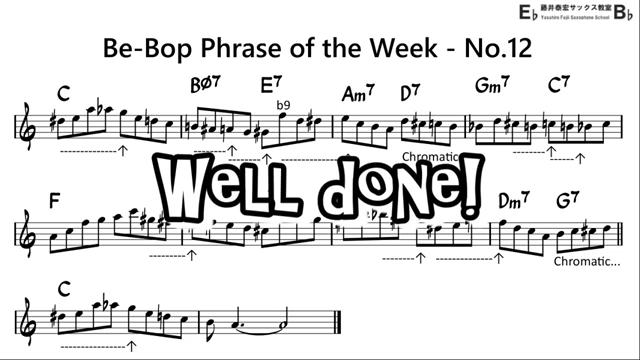 E♭ 藤井泰宏サックス教室 B♭
Yasuhiro Fujii Saxophone School
Be-Bop Phrase of the Week - No.12
C BØ7 E7 Am7 D7 Gm7 C7
b9
Chromatic...
Well done!
F Dm7 G7
Chromatic...
C